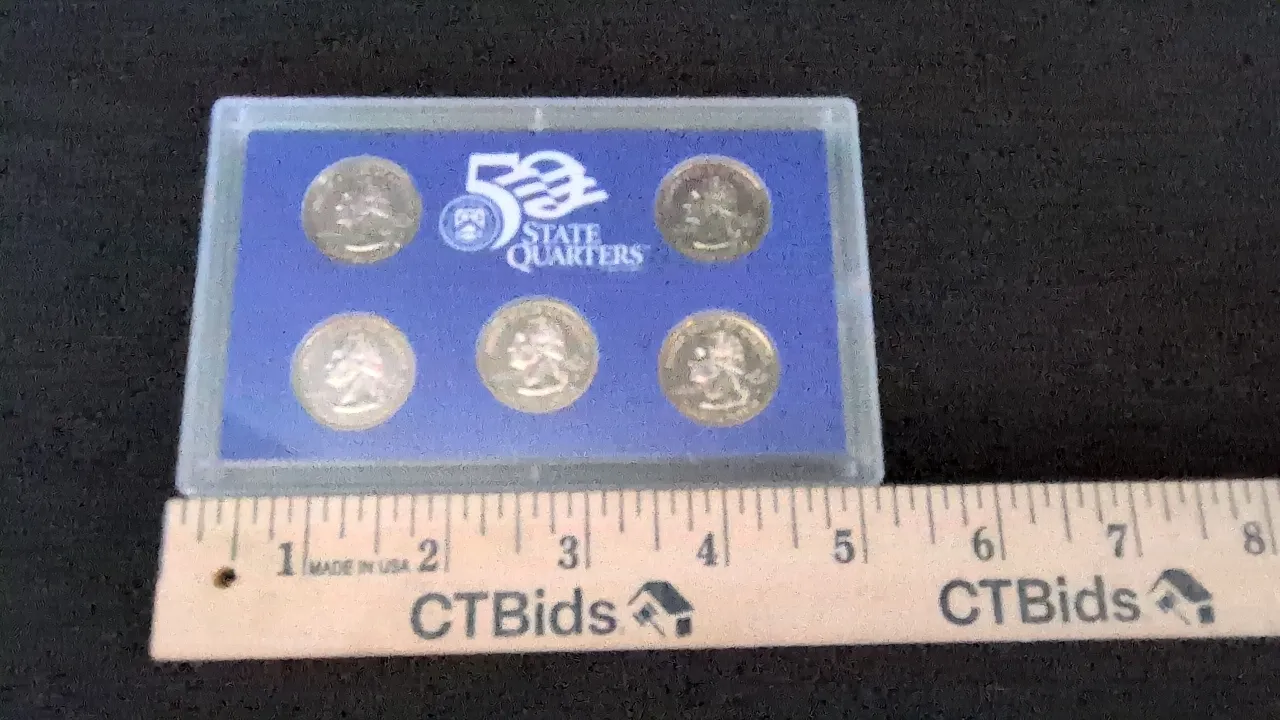 50
STATE
QUARTERS
1 2 3 4 5 6 7 8
MADE IN USA
CTBids CTBids